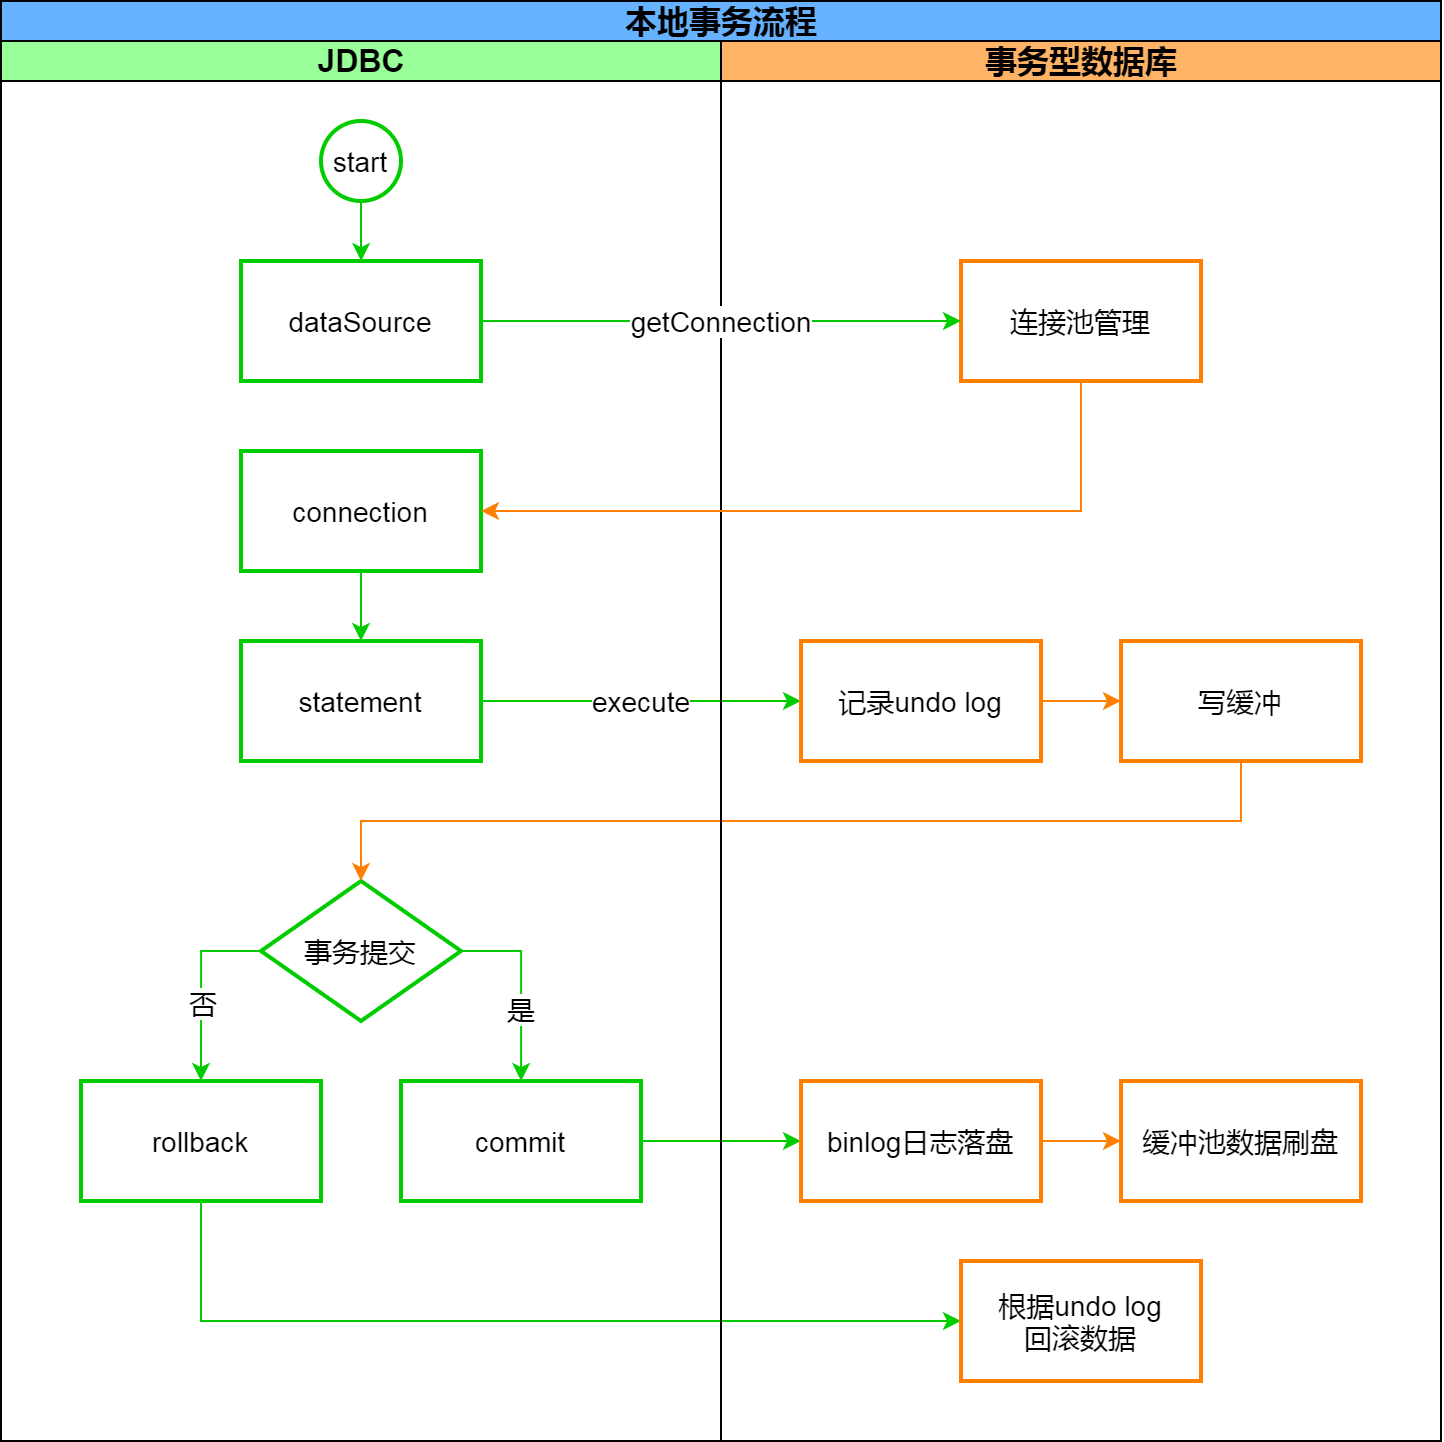 本地事务流程
JDBC
事务型数据库
start
dataSource
getConnection
连接池管理
connection
statement
execute
记录undo log
写缓冲
事务提交
否
是
rollback
commit
binlog日志落盘
缓冲池数据刷盘
根据undo log
回滚数据